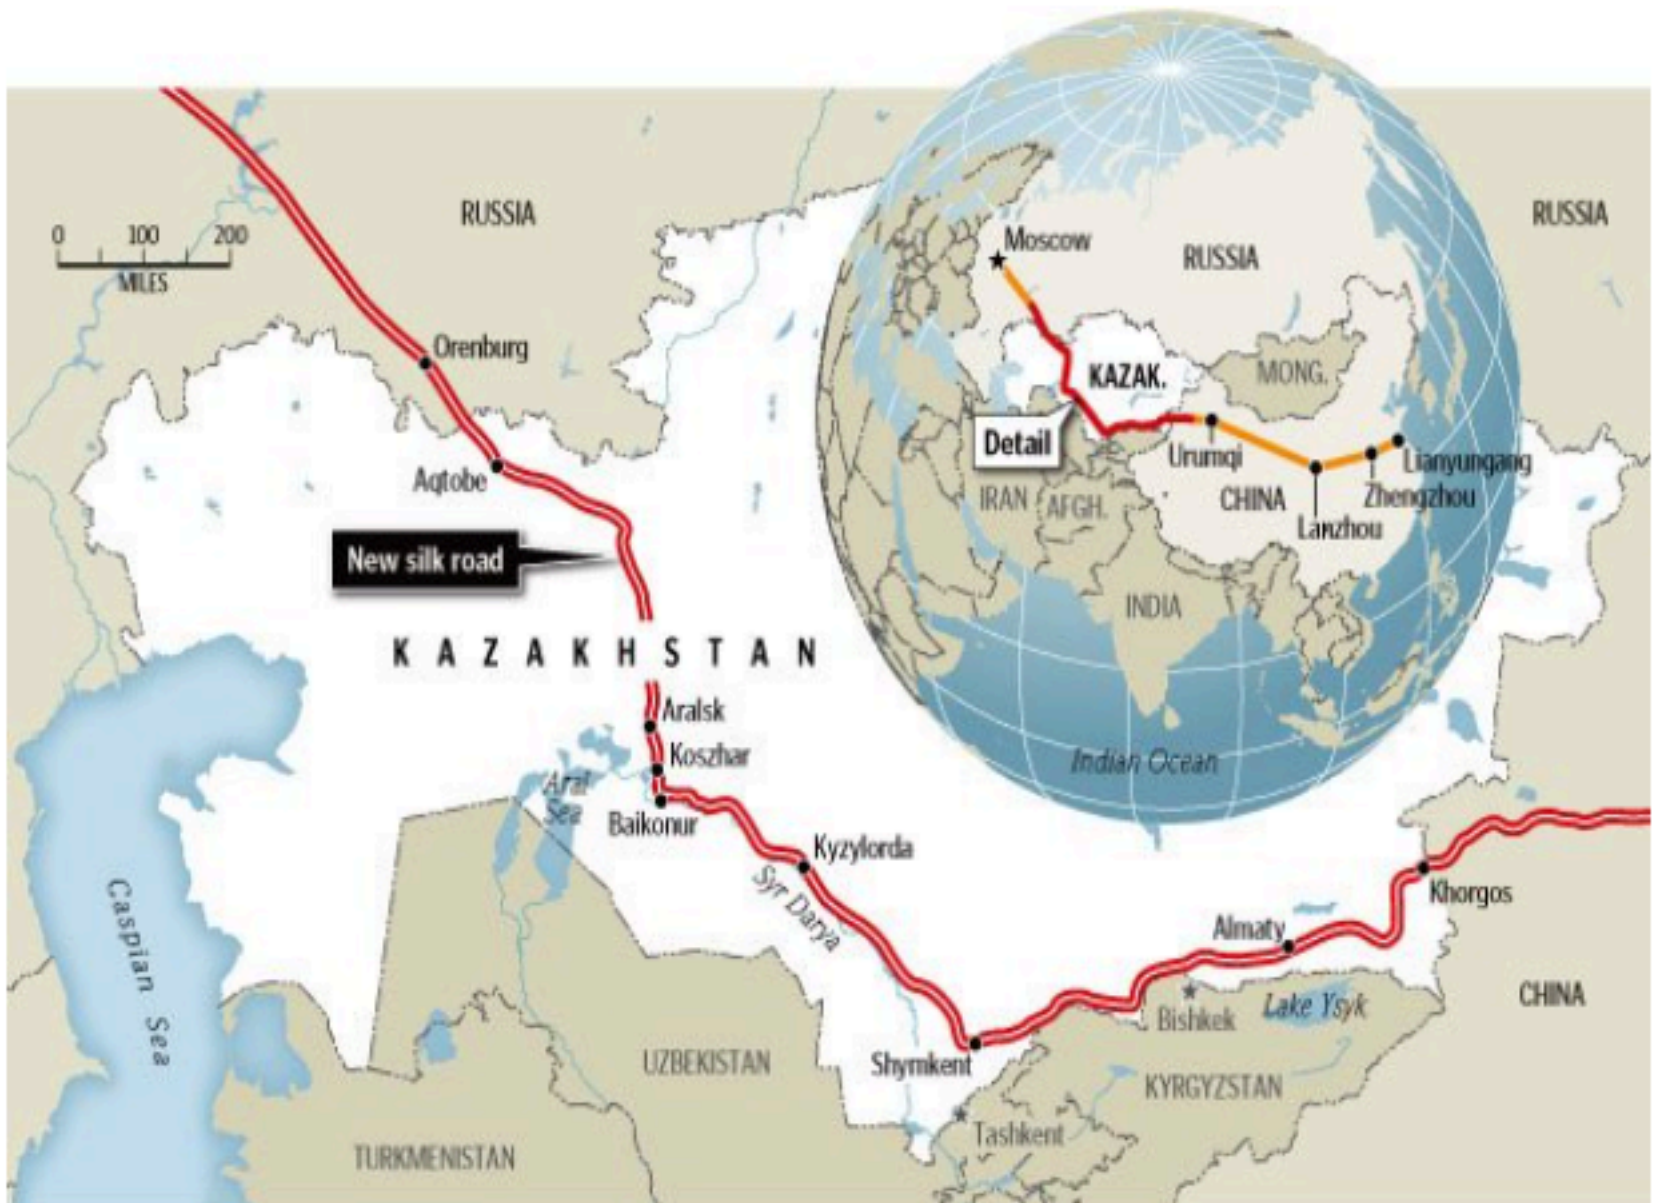 RUSSIA
RUSSIA
0 100 200
MILES
Moscow
RUSSIA
Orenburg
KAZAK.
MONG.
Detail
Urumqi
Lianyungang
Zhengzhou
CHINA
Lanzhou
IRAN
AFGH.
Aqtobe
New silk road
INDIA
KAZAKHSTAN
Aralsk
Koszhar
Indian Ocean
Aral
Sea
Baikonur
Kyzylorda
Syr Darya
Khorgos
Almaty
Caspian Sea
CHINA
Lake Ysyk
Bishkek
Shymkent
UZBEKISTAN
KYRGYZSTAN
Tashkent
TURKMENISTAN